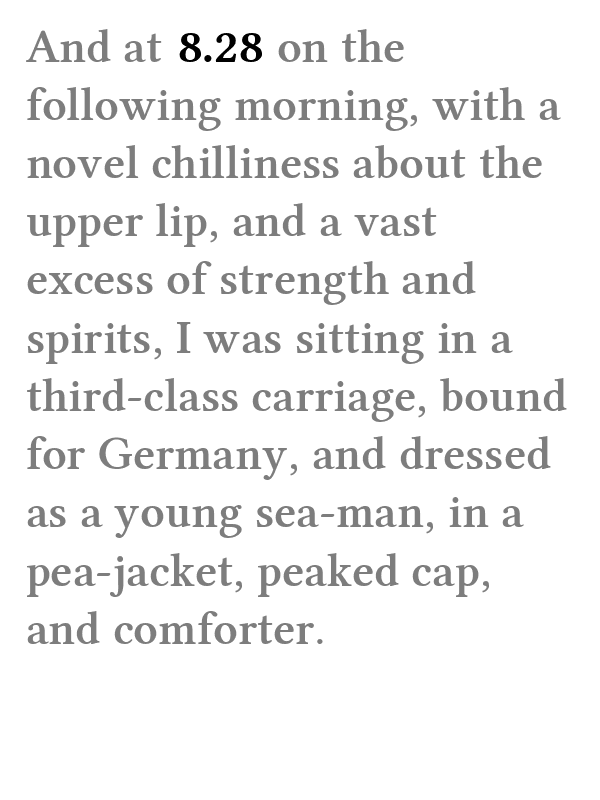 And at 8.28 on the
following morning, with a
novel chilliness about the
upper lip, and a vast
excess of strength and
spirits, I was sitting in a
third-class carriage, bound
for Germany, and dressed
as a young sea-man, in a
pea-jacket, peaked cap,
and comforter.